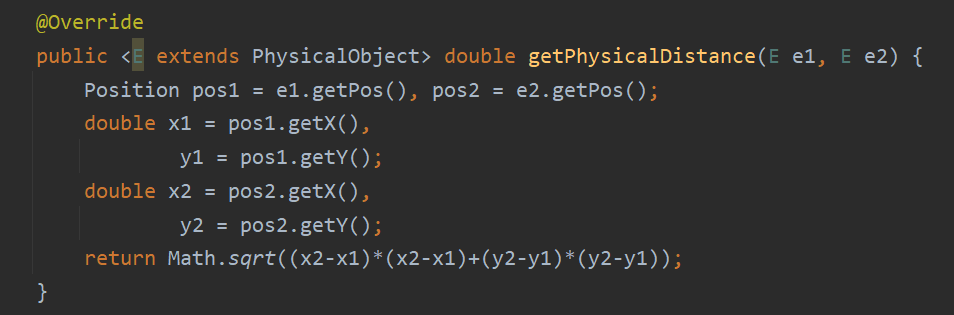 @Override
public <E extends PhysicalObject> double getPhysicalDistance(E e1, E e2) {
    Position pos1 = e1.getPos(), pos2 = e2.getPos();
    double x1 = pos1.getX(),
            y1 = pos1.getY();
    double x2 = pos2.getX(),
            y2 = pos2.getY();
    return Math.sqrt((x2-x1)*(x2-x1)+(y2-y1)*(y2-y1));
}